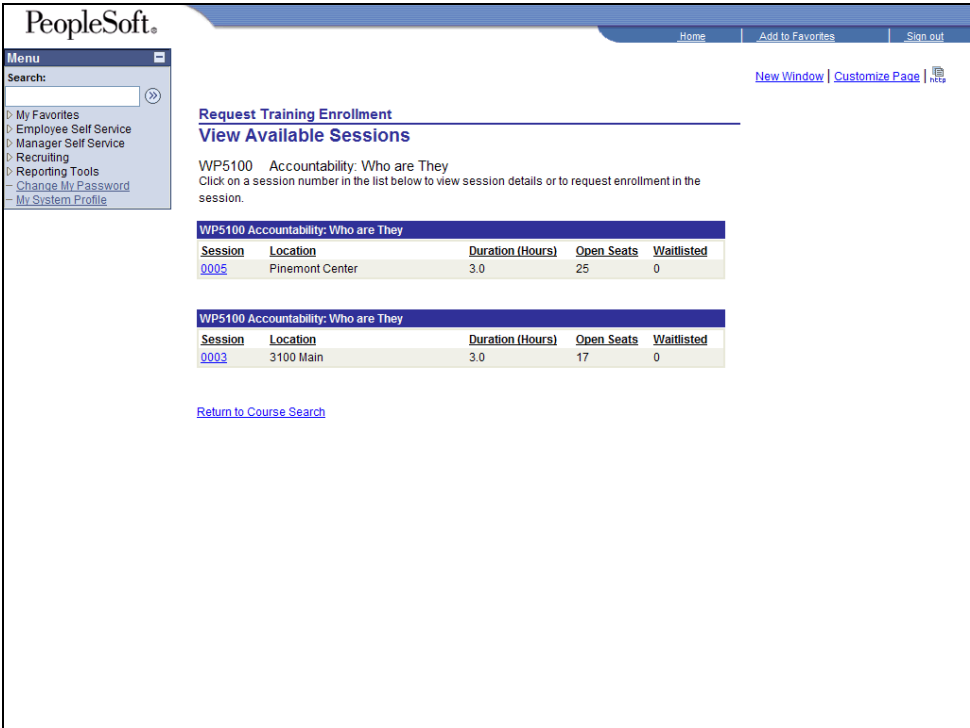 PeopleSoft®
Home
Add to Favorites
Sign out
Menu
Search:
My Favorites
Employee Self Service
Manager Self Service
Recruiting
Reporting Tools
Change My Password
My System Profile
New Window | Customize Page | http
Request Training Enrollment
View Available Sessions
WP5100 Accountability: Who are They
Click on a session number in the list below to view session details or to request enrollment in the
session.
WP5100 Accountability: Who are They
Session Location Duration (Hours) Open Seats Waitlisted
0005 Pinemont Center 3.0 25 0
WP5100 Accountability: Who are They
Session Location Duration (Hours) Open Seats Waitlisted
0003 3100 Main 3.0 17 0
Return to Course Search